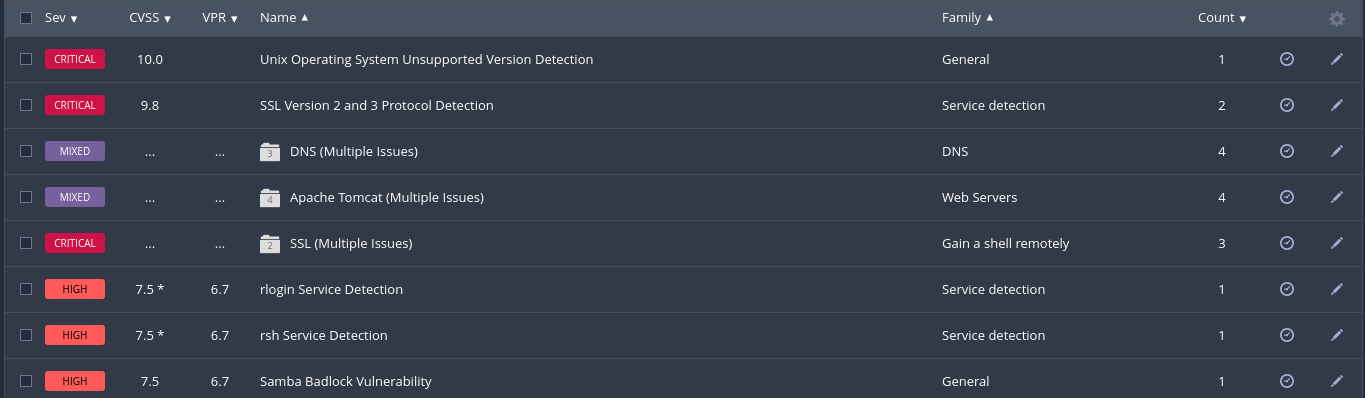 Sev ▼ CVSS ▼ VPR ▼ Name ▲ Family ▲ Count ▼
CRITICAL 10.0 Unix Operating System Unsupported Version Detection General 1
CRITICAL 9.8 SSL Version 2 and 3 Protocol Detection Service detection 2
MIXED ... ... 3 DNS (Multiple Issues) DNS 4
MIXED ... ... 4 Apache Tomcat (Multiple Issues) Web Servers 4
CRITICAL ... ... 2 SSL (Multiple Issues) Gain a shell remotely 3
HIGH 7.5 * 6.7 rlogin Service Detection Service detection 1
HIGH 7.5 * 6.7 rsh Service Detection Service detection 1
HIGH 7.5 6.7 Samba Badlock Vulnerability General 1